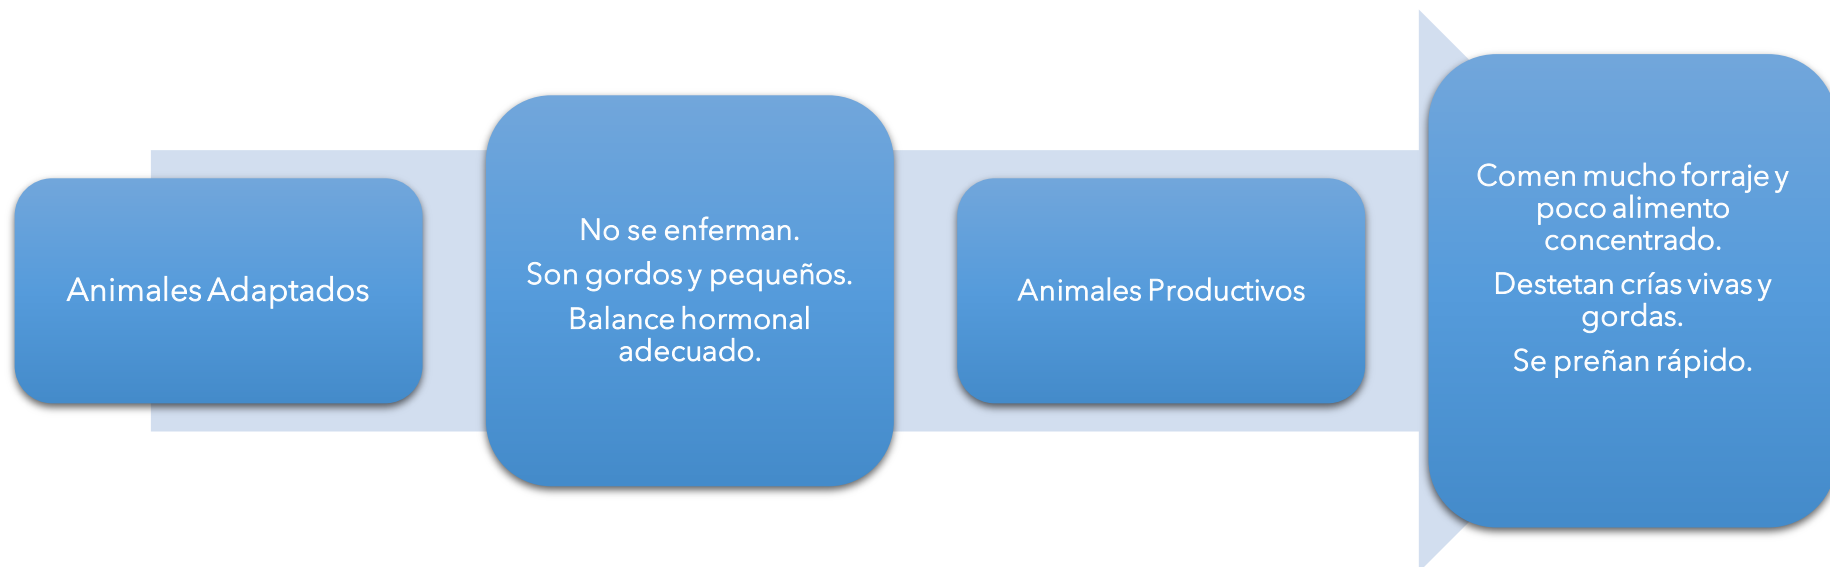 Animales Adaptados
No se enferman.
Son gordos y pequeños.
Balance hormonal
adecuado.
Animales Productivos
Comen mucho forraje y
poco alimento
concentrado.
Destetan crías vivas y
gordas.
Se preñan rápido.